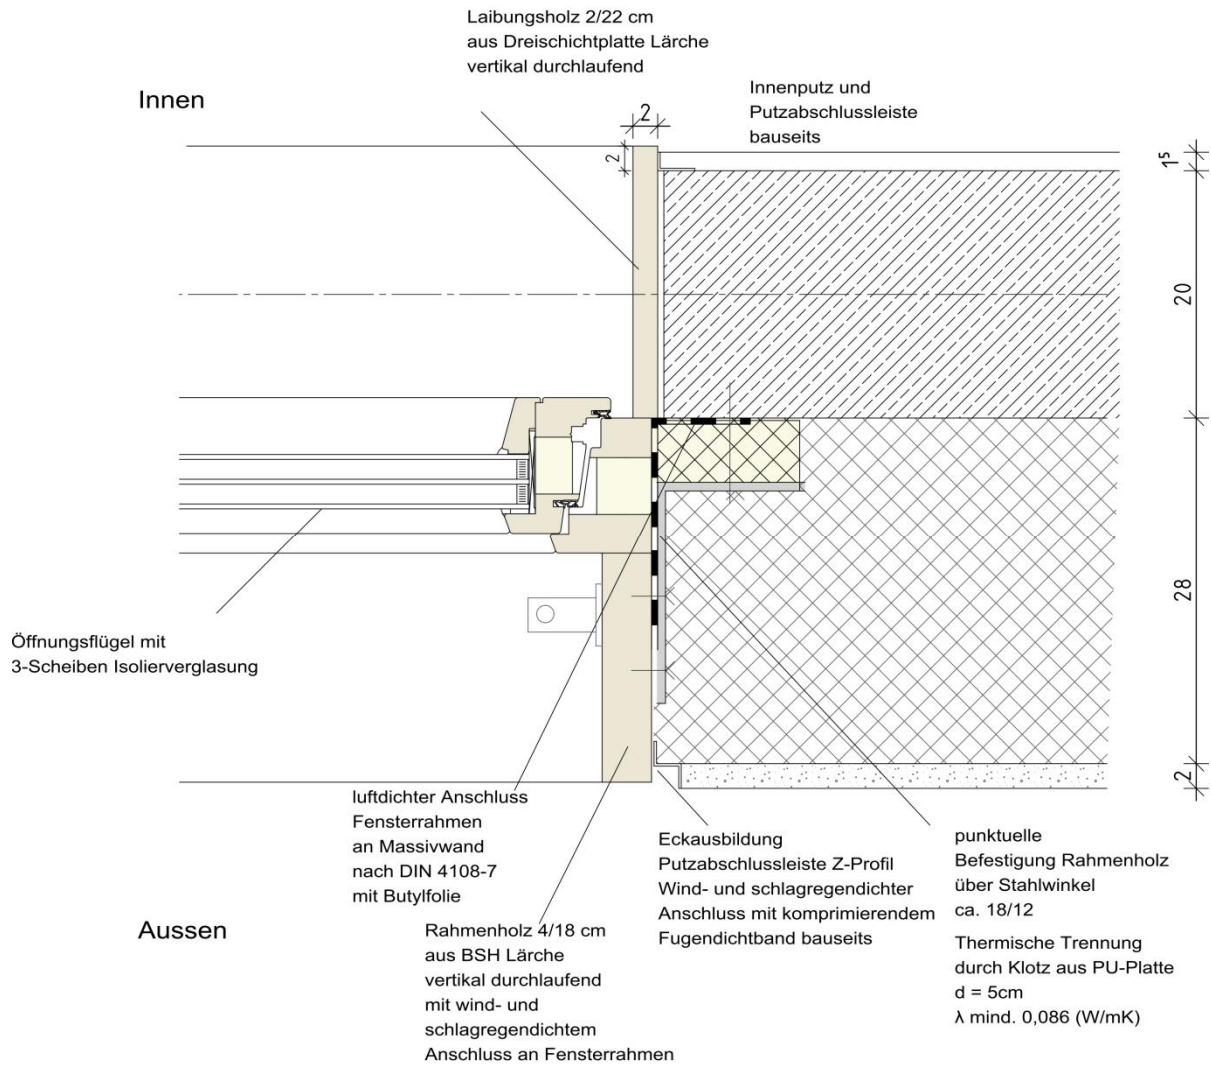 Laibungsholz 2/22 cm
aus Dreischichtplatte Lärche
vertikal durchlaufend
Innen
Innenputz und
Putzabschlussleiste
bauseits
2
2
1⁵
20
28
2
Öffnungsflügel mit
3-Scheiben Isolierverglasung
luftdichter Anschluss
Fensterrahmen
an Massivwand
nach DIN 4108-7
mit Butylfolie
Eckausbildung
Putzabschlussleiste Z-Profil
Wind- und schlagregendichter
Anschluss mit komprimierendem
Fugendichtband bauseits
punktuelle
Befestigung Rahmenholz
über Stahlwinkel
ca. 18/12
Thermische Trennung
durch Klotz aus PU-Platte
d = 5cm
λ mind. 0,086 (W/mK)
Aussen
Rahmenholz 4/18 cm
aus BSH Lärche
vertikal durchlaufend
mit wind- und
schlagregendichtem
Anschluss an Fensterrahmen